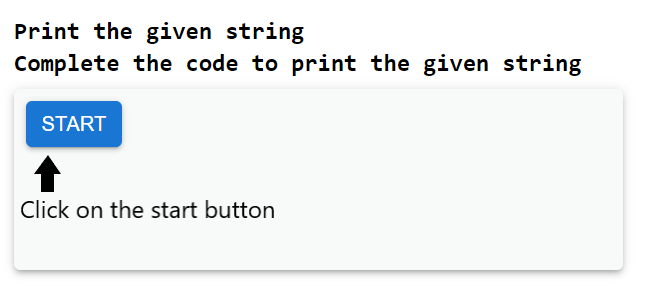 Print the given string
Complete the code to print the given string
START
Click on the start button